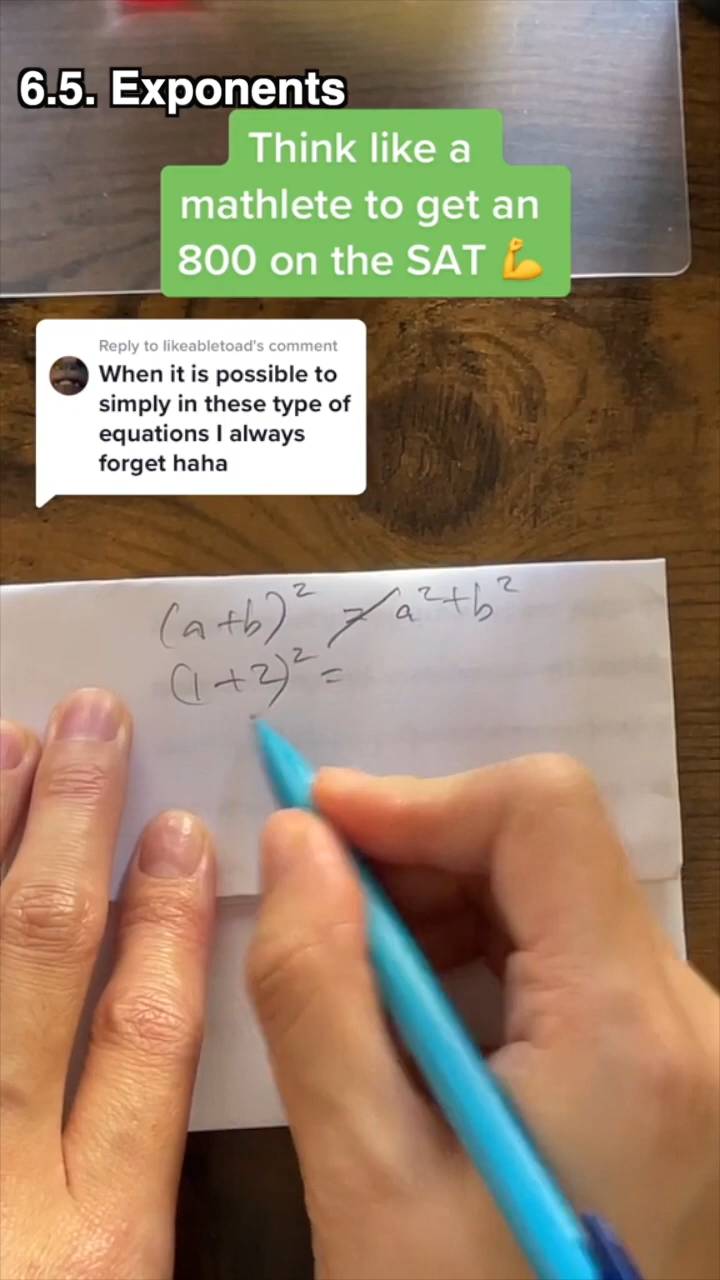 6.5. Exponents
Think like a
mathlete to get an
800 on the SAT 💪
Reply to likeabletoad's comment
When it is possible to
simply in these type of
equations I always
forget haha
(a+b)² ≠ a²+b²
(1+2)² =